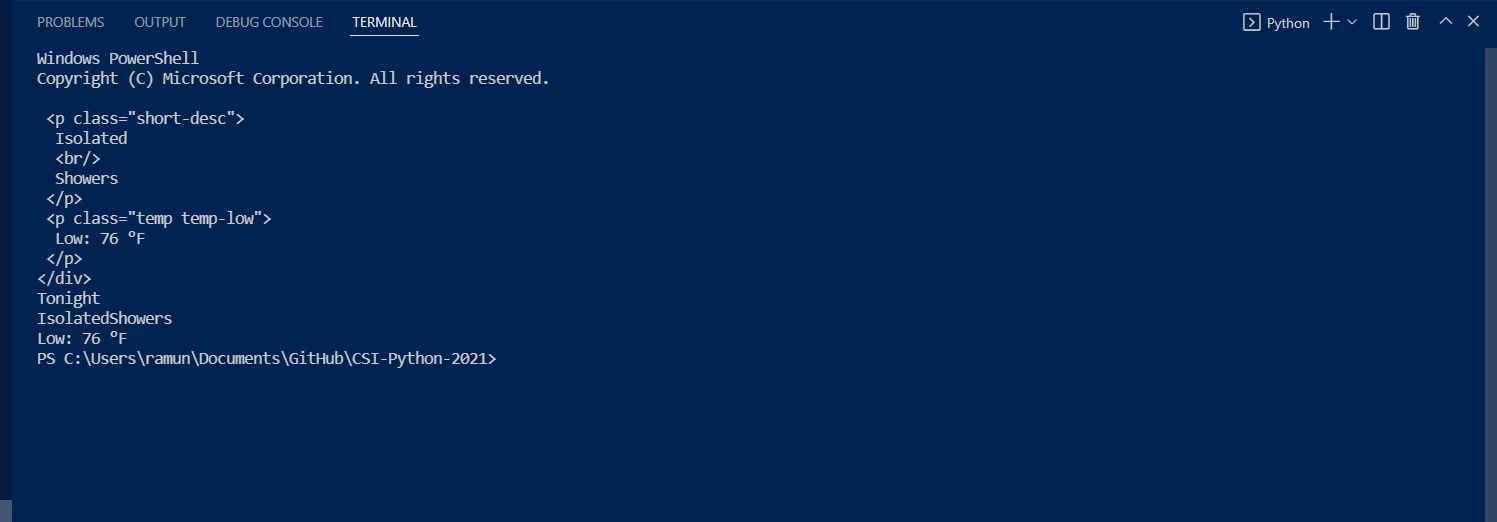 PROBLEMS OUTPUT DEBUG CONSOLE TERMINAL Python
Windows PowerShell
Copyright (C) Microsoft Corporation. All rights reserved.
<p class="short-desc">
Isolated
<br/>
Showers
</p>
<p class="temp temp-low">
Low: 76 °F
</p>
</div>
Tonight
IsolatedShowers
Low: 76 °F
PS C:\Users\ramun\Documents\GitHub\CSI-Python-2021>